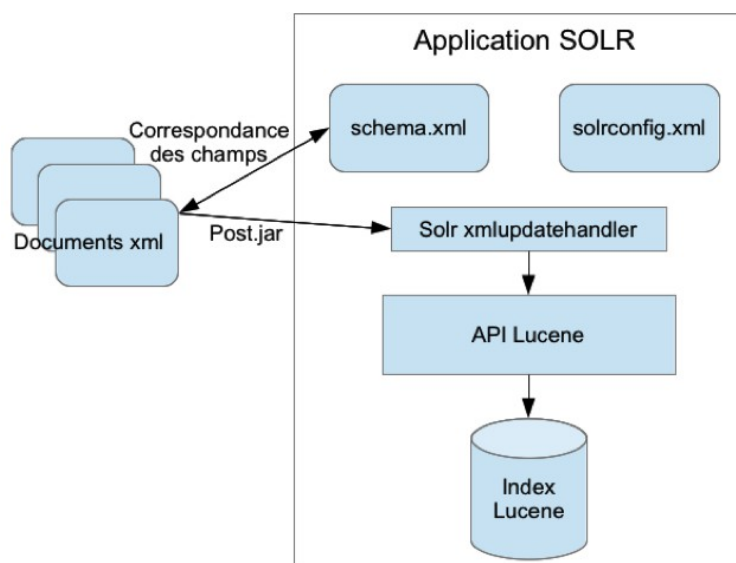 Application SOLR
Correspondance
des champs
schema.xml
solrconfig.xml
Documents xml
Post.jar
Solr xmlupdatehandler
API Lucene
Index
Lucene